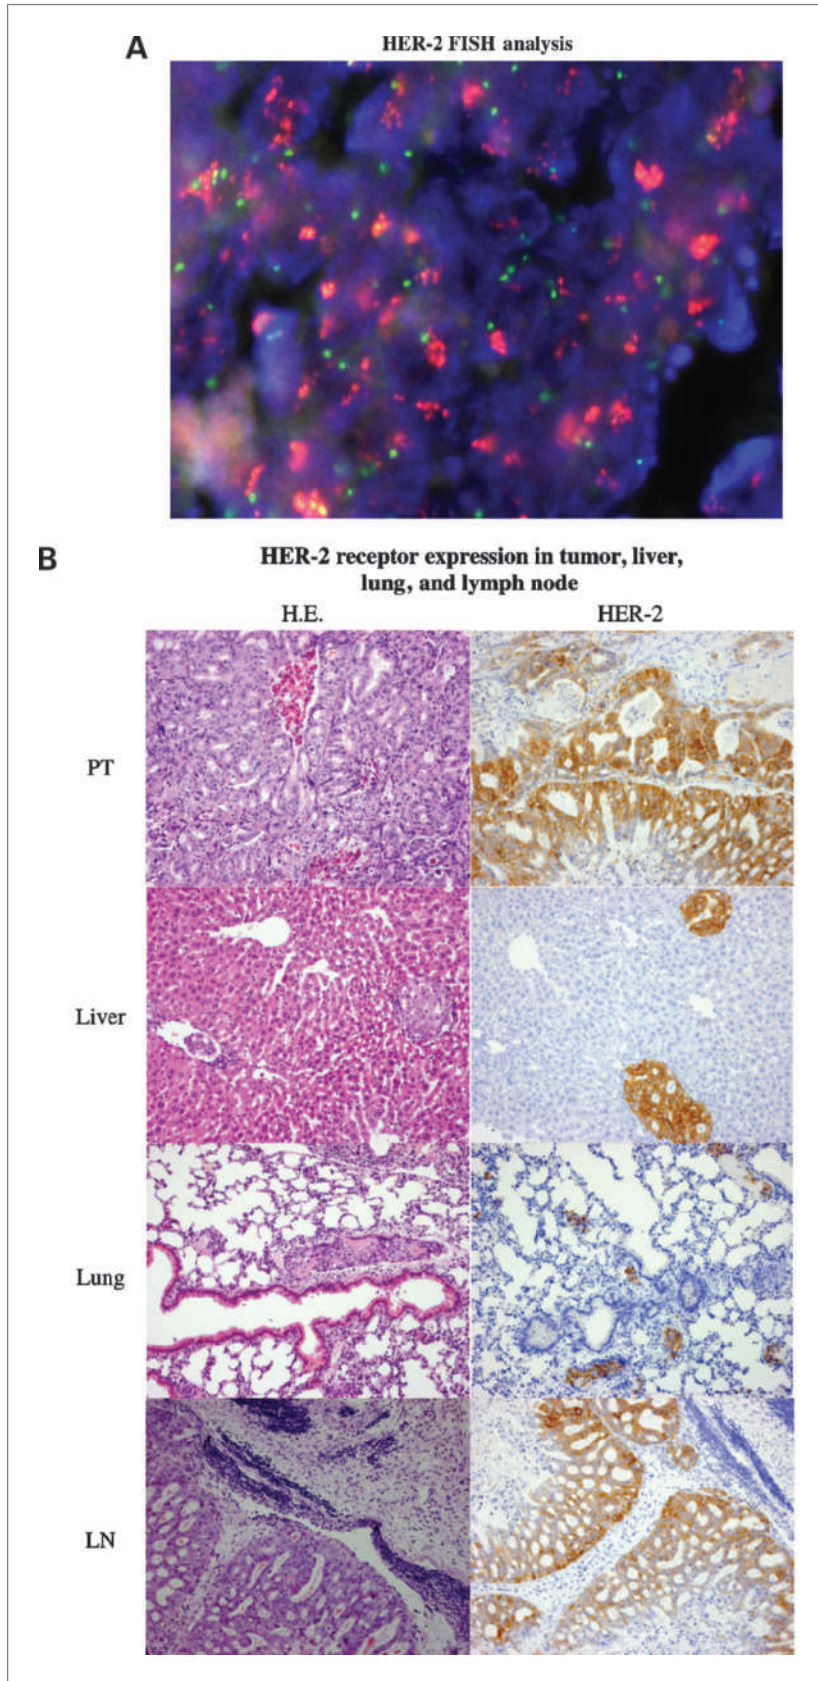 A
HER-2 FISH analysis
B
HER-2 receptor expression in tumor, liver,
lung, and lymph node
H.E.
HER-2
PT
Liver
Lung
LN